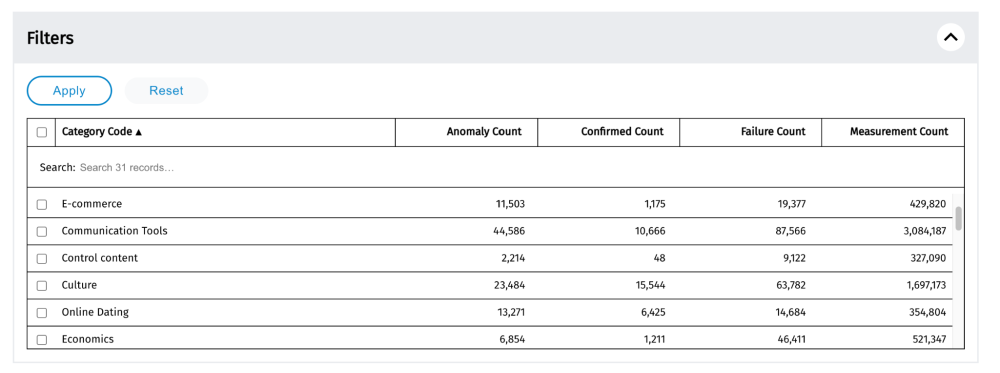 Filters
Apply Reset
Category Code ▲ Anomaly Count Confirmed Count Failure Count Measurement Count
Search: Search 31 records...
E-commerce 11,503 1,175 19,377 429,820
Communication Tools 44,586 10,666 87,566 3,084,187
Control content 2,214 48 9,122 327,090
Culture 23,484 15,544 63,782 1,697,173
Online Dating 13,271 6,425 14,684 354,804
Economics 6,854 1,211 46,411 521,347